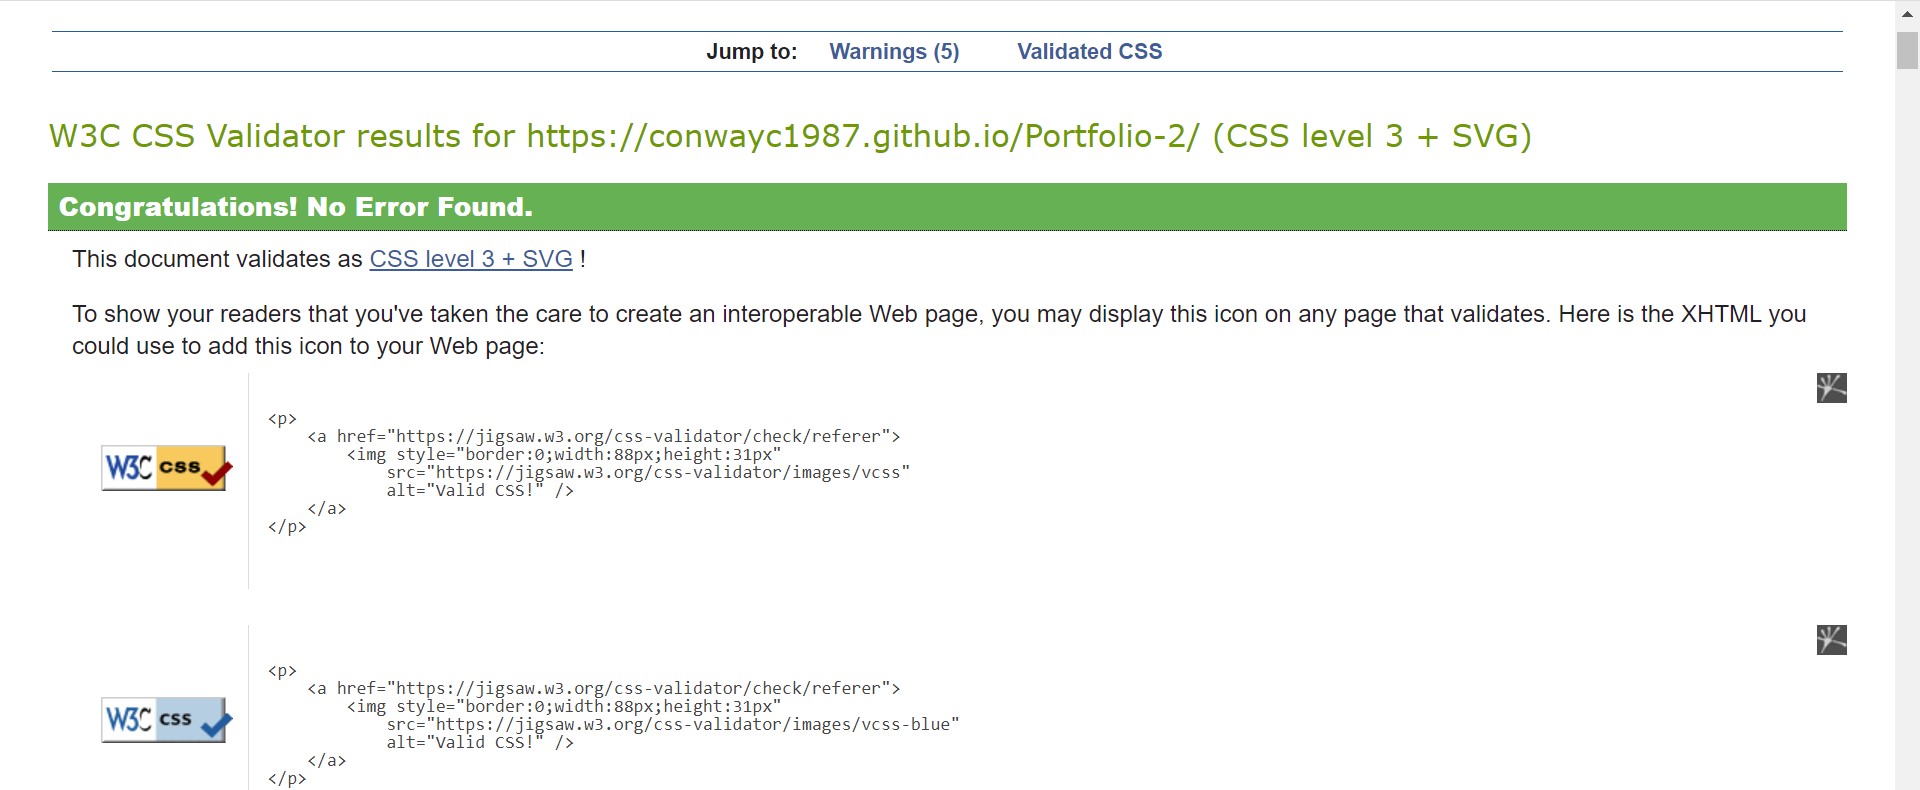 Jump to: Warnings (5) Validated CSS
W3C CSS Validator results for https://conwayc1987.github.io/Portfolio-2/ (CSS level 3 + SVG)
Congratulations! No Error Found.
This document validates as CSS level 3 + SVG !
To show your readers that you've taken the care to create an interoperable Web page, you may display this icon on any page that validates. Here is the XHTML you
could use to add this icon to your Web page:
W3C css
<p>
    <a href="https://jigsaw.w3.org/css-validator/check/referer">
        <img style="border:0;width:88px;height:31px"
            src="https://jigsaw.w3.org/css-validator/images/vcss"
            alt="Valid CSS!" />
    </a>
</p>
W3C css
<p>
    <a href="https://jigsaw.w3.org/css-validator/check/referer">
        <img style="border:0;width:88px;height:31px"
            src="https://jigsaw.w3.org/css-validator/images/vcss-blue"
            alt="Valid CSS!" />
    </a>
</p>